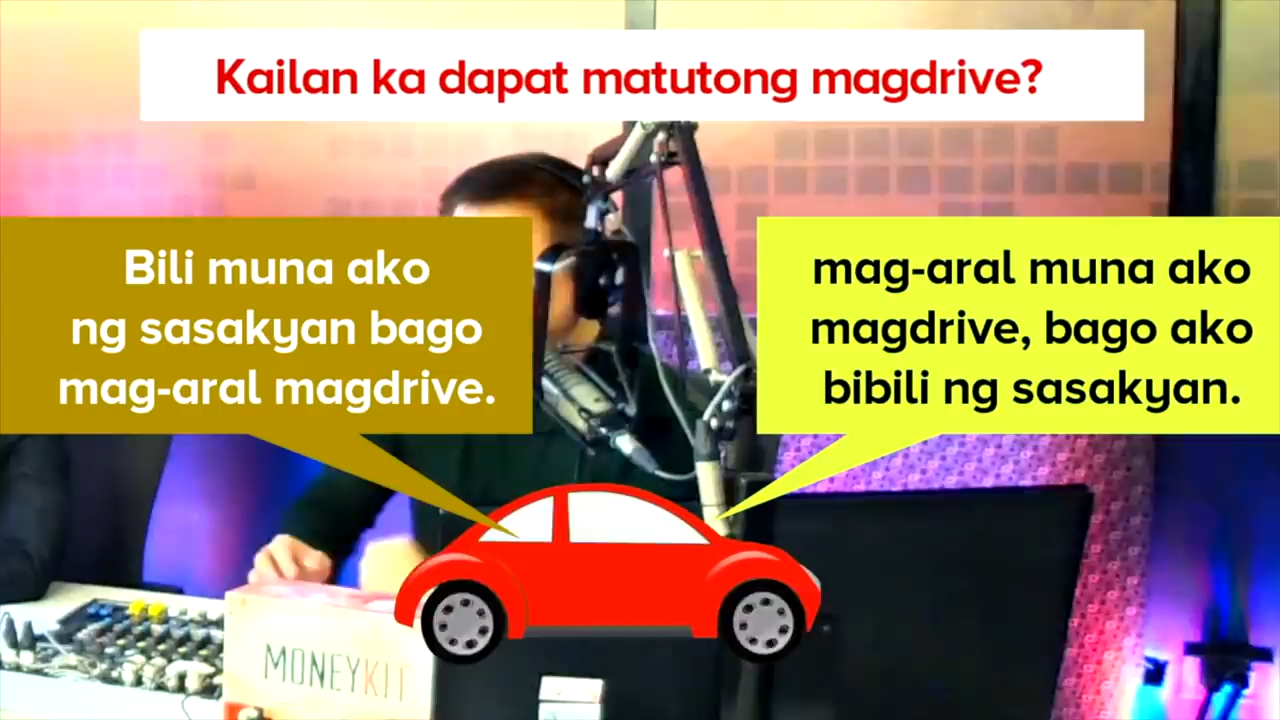 Kailan ka dapat matutong magdrive?
Bili muna ako
ng sasakyan bago
mag-aral magdrive.
mag-aral muna ako
magdrive, bago ako
bibili ng sasakyan.
MONEYKIT